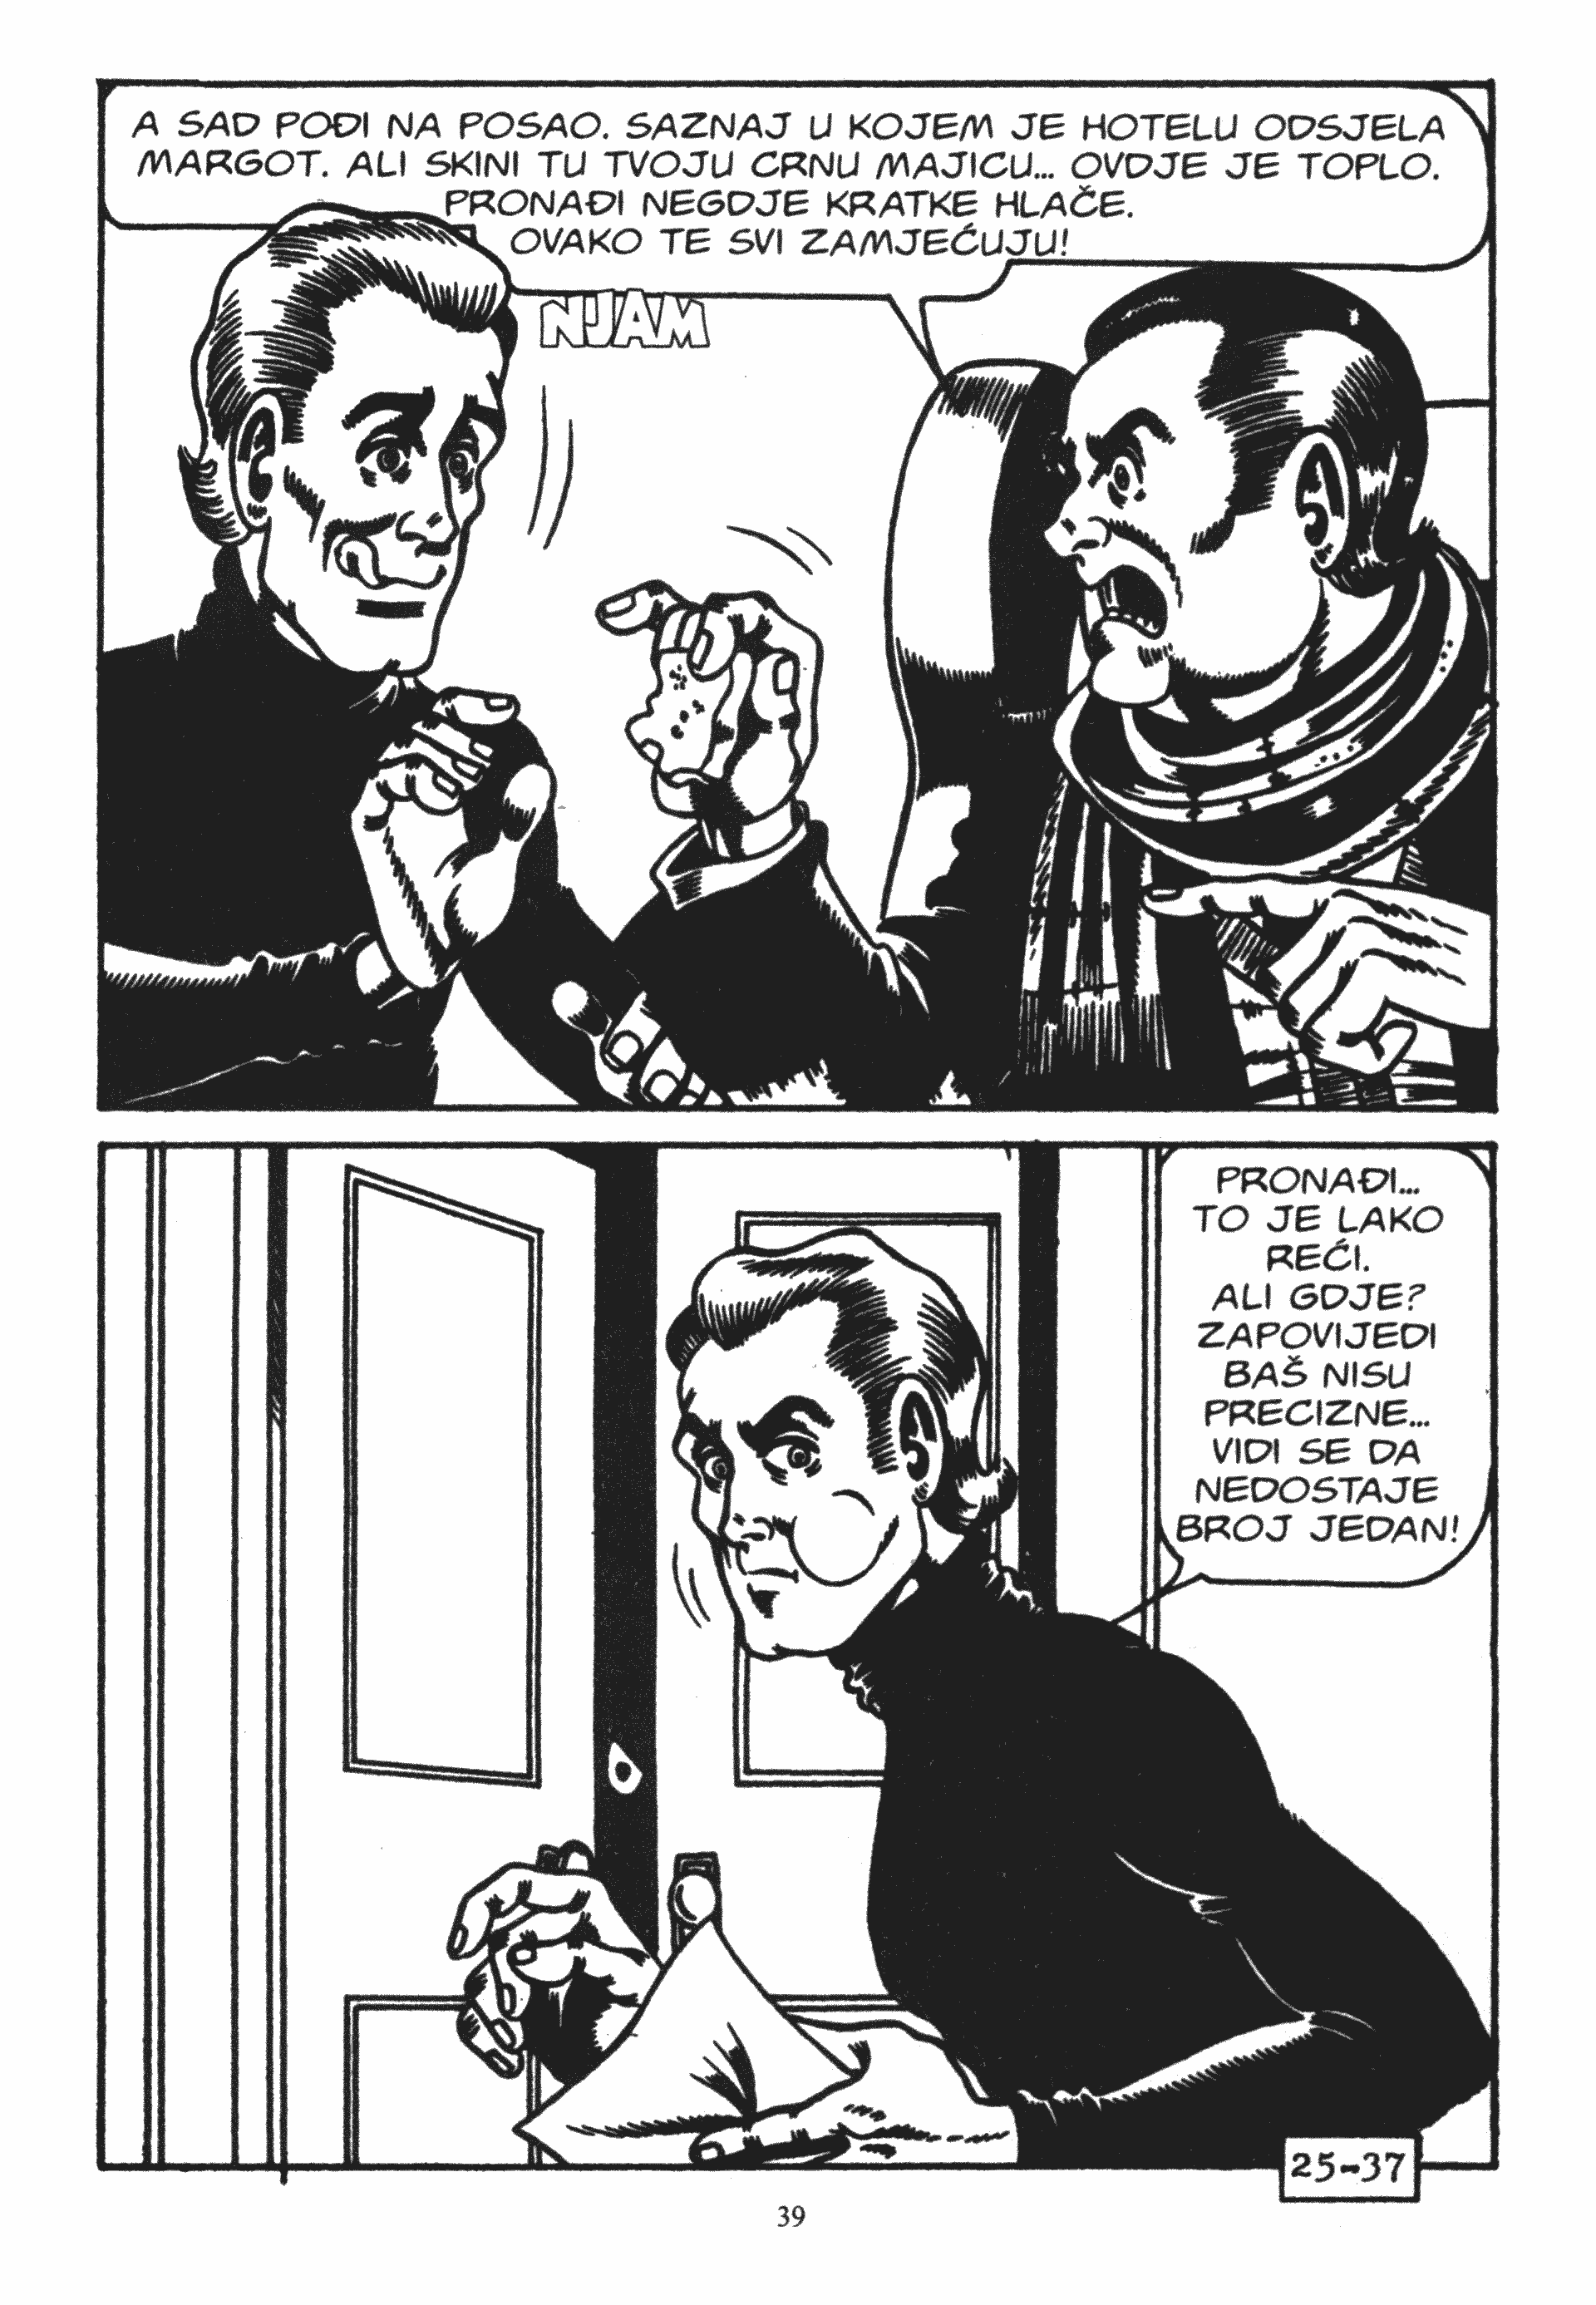 A SAD POĐI NA POSAO. SAZNAJ U KOJEM JE HOTELU ODSJELA
MARGOT. ALI SKINI TU TVOJU CRNU MAJICU... OVDJE JE TOPLO.
PRONAĐI NEGDJE KRATKE HLAČE.
OVAKO TE SVI ZAMJEĆUJU!
NJAM
PRONAĐI...
TO JE LAKO
REĆI.
ALI GDJE?
ZAPOVIJEDI
BAŠ NISU
PRECIZNE...
VIDI SE DA
NEDOSTAJE
BROJ JEDAN!
25-37
39